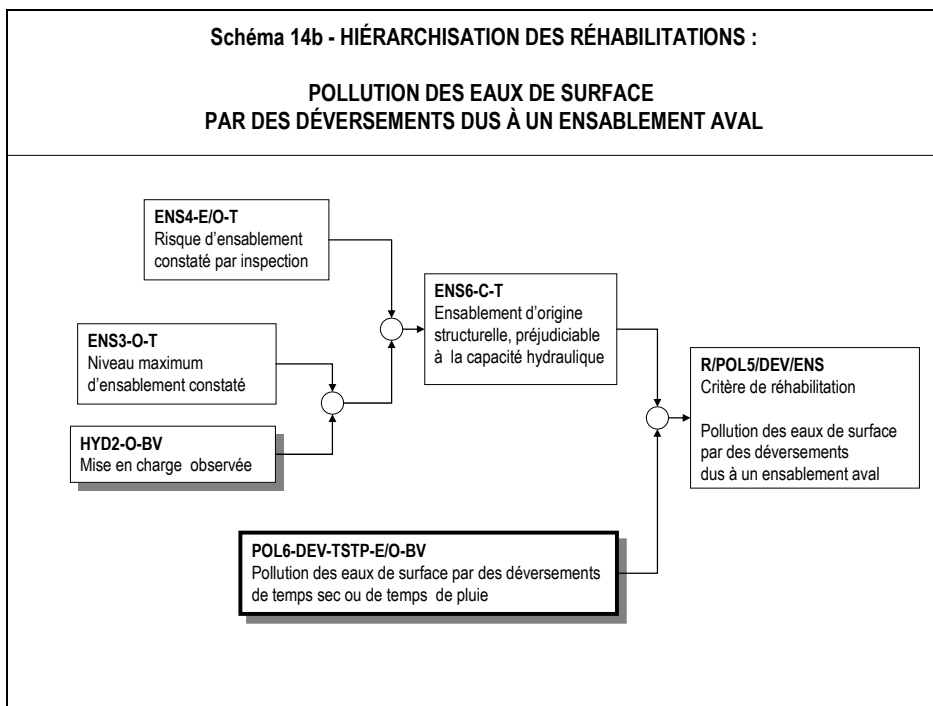 Schéma 14b - HIÉRARCHISATION DES RÉHABILITATIONS :
POLLUTION DES EAUX DE SURFACE
PAR DES DÉVERSEMENTS DUS À UN ENSABLEMENT AVAL
ENS4-E/O-T
Risque d'ensablement
constaté par inspection
ENS6-C-T
Ensablement d'origine
structurelle, préjudiciable
à la capacité hydraulique
ENS3-O-T
Niveau maximum
d'ensablement constaté
R/POL5/DEV/ENS
Critère de réhabilitation
Pollution des eaux de surface
par des déversements
dus à un ensablement aval
HYD2-O-BV
Mise en charge observée
POL6-DEV-TSTP-E/O-BV
Pollution des eaux de surface par des déversements
de temps sec ou de temps de pluie